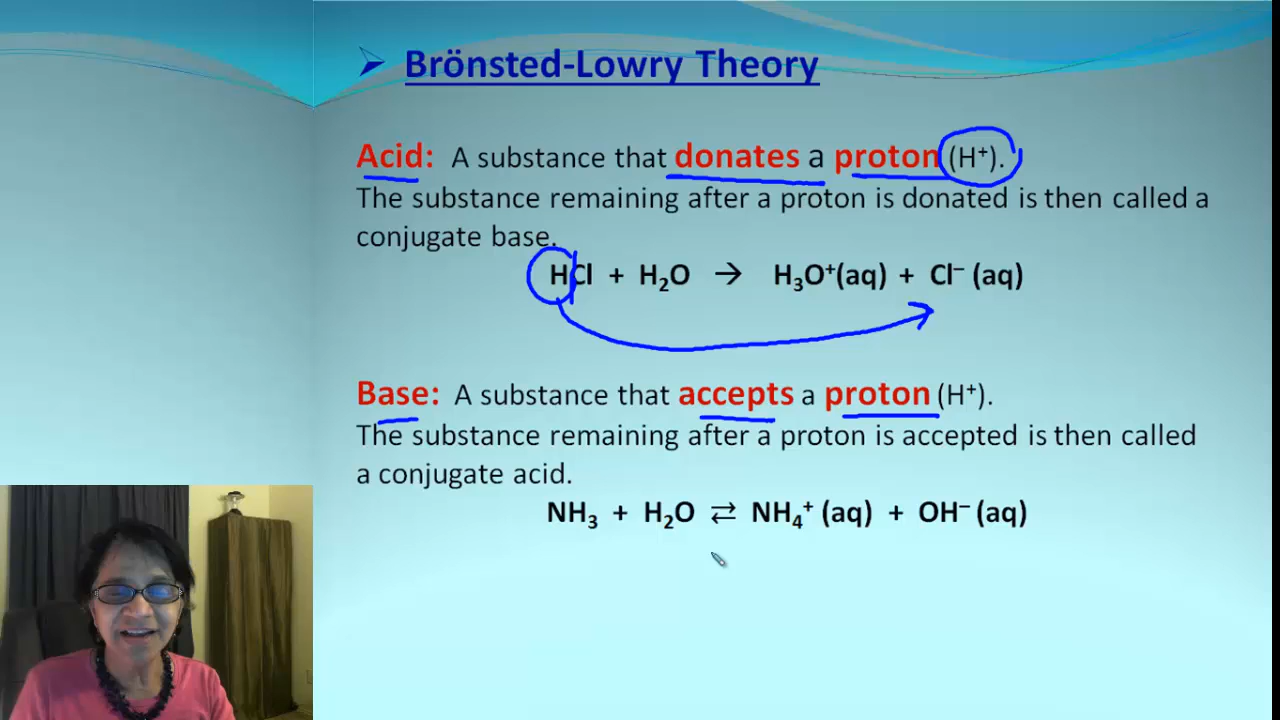 ➢ Brönsted-Lowry Theory
Acid: A substance that donates a proton (H⁺).
The substance remaining after a proton is donated is then called a
conjugate base.
HCl + H₂O → H₃O⁺(aq) + Cl⁻ (aq)
Base: A substance that accepts a proton (H⁺).
The substance remaining after a proton is accepted is then called
a conjugate acid.
NH₃ + H₂O ⇄ NH₄⁺ (aq) + OH⁻ (aq)